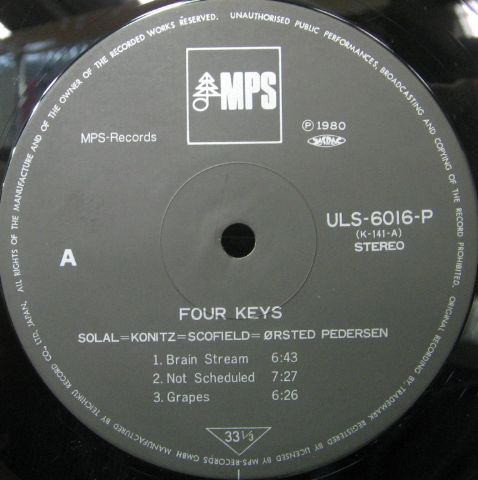 ALL RIGHTS OF THE MANUFACTURE AND OF THE OWNER OF THE RECORDED WORKS RESERVED. UNAUTHORISED PUBLIC PERFORMANCES, BROADCASTING AND COPYING OF THE RECORD PROHIBITED. ORIGINAL RECORDING BY TRADEMARK REGISTERED BY LICENSED BY MPS-RECORDS GMBH MANUFACTURED BY TEICHIKU RECORD CO., LTD. JAPAN.
MPS
MPS-Records
Ⓟ 1980
ULS-6016-P
(K-141-A)
STEREO
A
FOUR KEYS
SOLAL=KONITZ=SCOFIELD=ØRSTED PEDERSEN
1. Brain Stream 6:43
2. Not Scheduled 7:27
3. Grapes 6:26
33 1/3